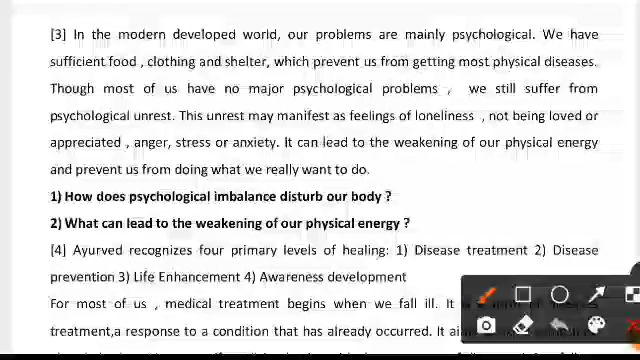 [3] In the modern developed world, our problems are mainly psychological. We have
sufficient food , clothing and shelter, which prevent us from getting most physical diseases.
Though most of us have no major psychological problems , we still suffer from
psychological unrest. This unrest may manifest as feelings of loneliness , not being loved or
appreciated , anger, stress or anxiety. It can lead to the weakening of our physical energy
and prevent us from doing what we really want to do.
1) How does psychological imbalance disturb our body ?
2) What can lead to the weakening of our physical energy ?
[4] Ayurved recognizes four primary levels of healing: 1) Disease treatment 2) Disease
prevention 3) Life Enhancement 4) Awareness development
For most of us , medical treatment begins when we fall ill. It
treatment,a response to a condition that has already occurred. It